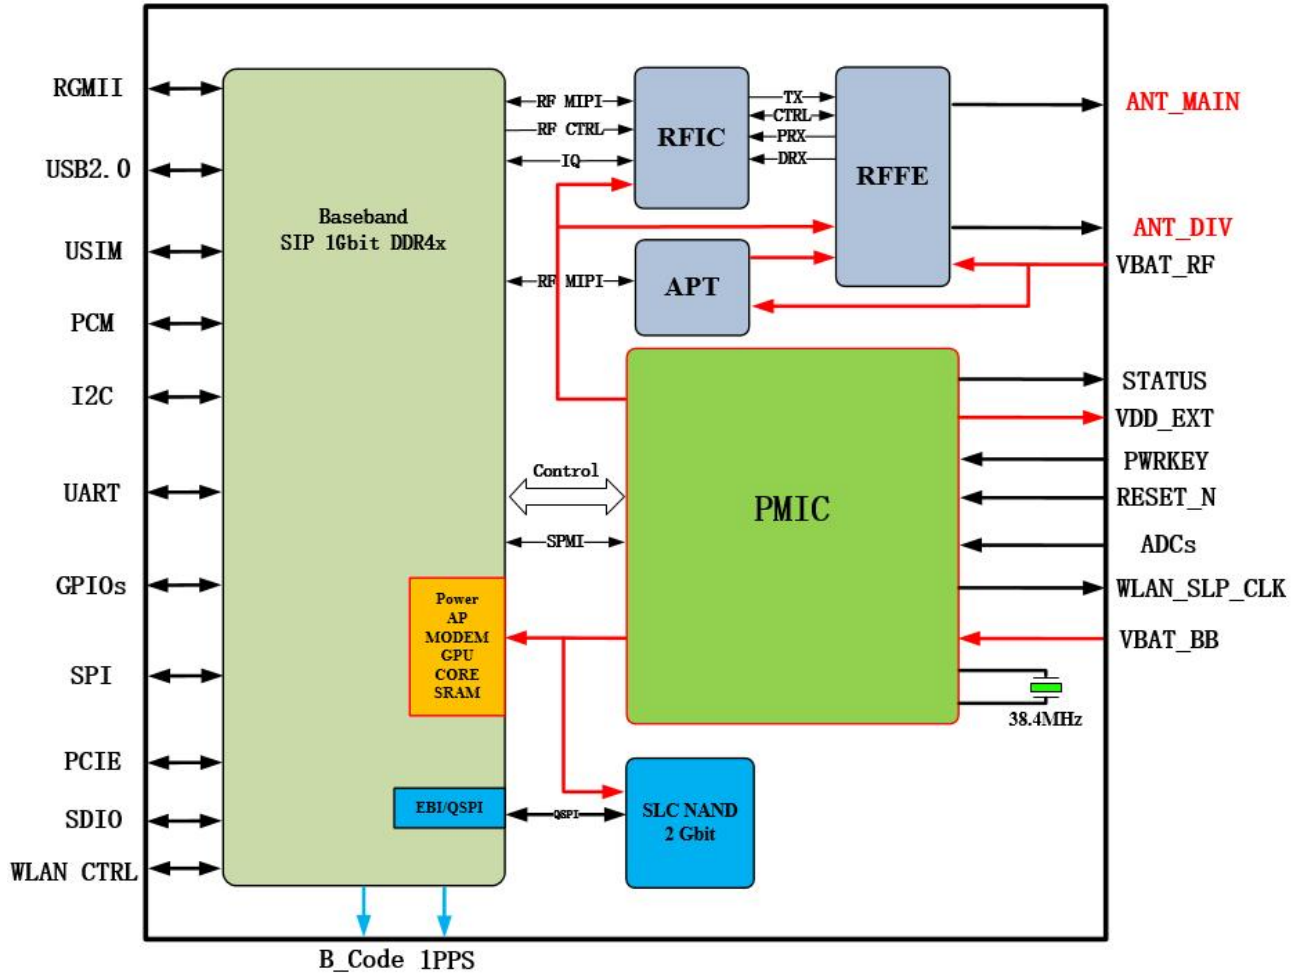 RGMII
USB2.0
USIM
PCM
I2C
UART
GPIOs
SPI
PCIE
SDIO
WLAN CTRL
Baseband
SIP 1Gbit DDR4x
Power
AP
MODEM
GPU
CORE
SRAM
EBI/QSPI
B_Code
1PPS
RF MIPI
RF CTRL
IQ
RF MIPI
Control
SPMI
QSPI
RFIC
TX
CTRL
PRX
DRX
RFFE
APT
PMIC
SLC NAND
2 Gbit
38.4MHz
ANT_MAIN
ANT_DIV
VBAT_RF
STATUS
VDD_EXT
PWRKEY
RESET_N
ADCs
WLAN_SLP_CLK
VBAT_BB